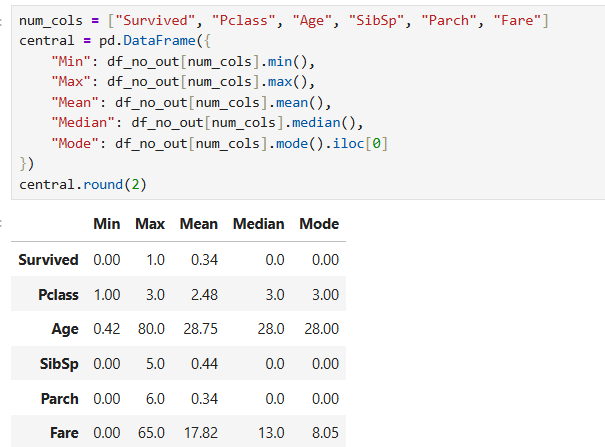 num_cols = ["Survived", "Pclass", "Age", "SibSp", "Parch", "Fare"]
central = pd.DataFrame({
    "Min": df_no_out[num_cols].min(),
    "Max": df_no_out[num_cols].max(),
    "Mean": df_no_out[num_cols].mean(),
    "Median": df_no_out[num_cols].median(),
    "Mode": df_no_out[num_cols].mode().iloc[0]
})
central.round(2)
Min Max Mean Median Mode
Survived 0.00 1.0 0.34 0.0 0.00
Pclass 1.00 3.0 2.48 3.0 3.00
Age 0.42 80.0 28.75 28.0 28.00
SibSp 0.00 5.0 0.44 0.0 0.00
Parch 0.00 6.0 0.34 0.0 0.00
Fare 0.00 65.0 17.82 13.0 8.05